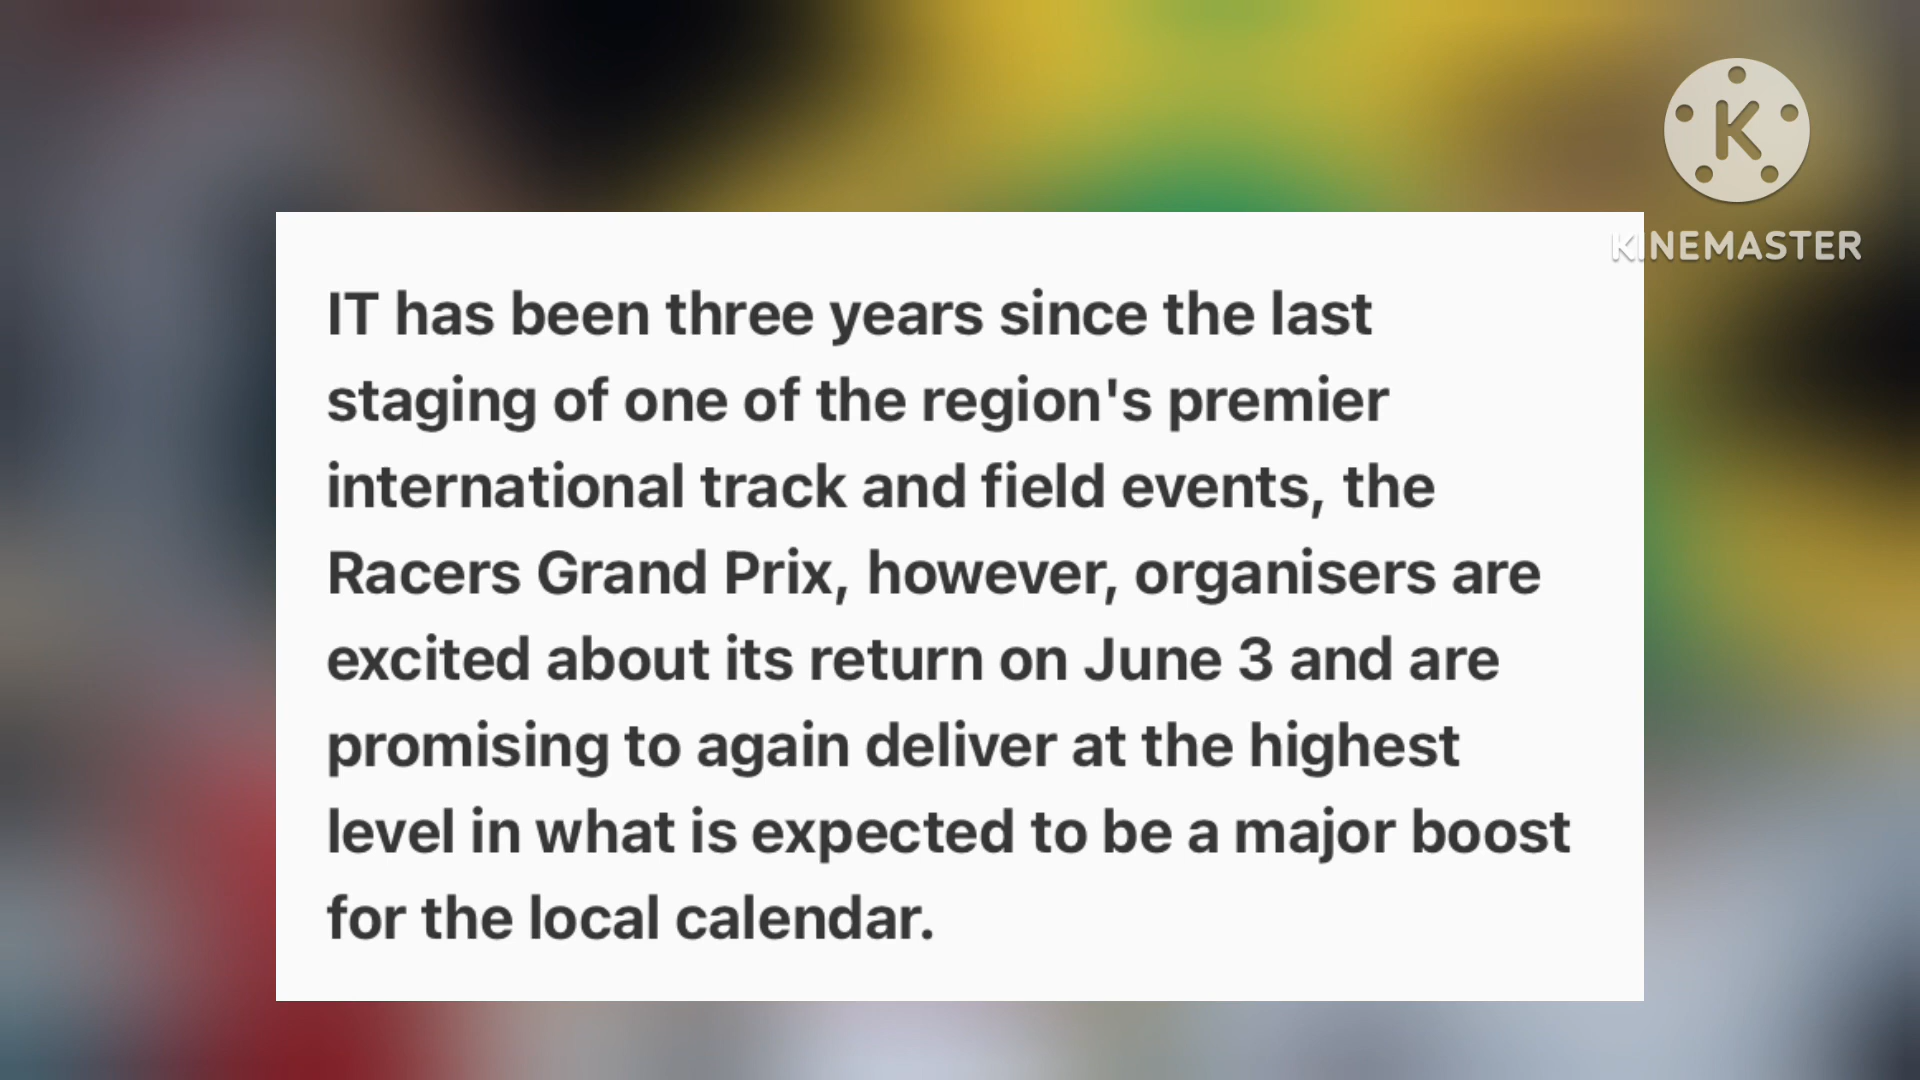 K
KINEMASTER
IT has been three years since the last
staging of one of the region's premier
international track and field events, the
Racers Grand Prix, however, organisers are
excited about its return on June 3 and are
promising to again deliver at the highest
level in what is expected to be a major boost
for the local calendar.